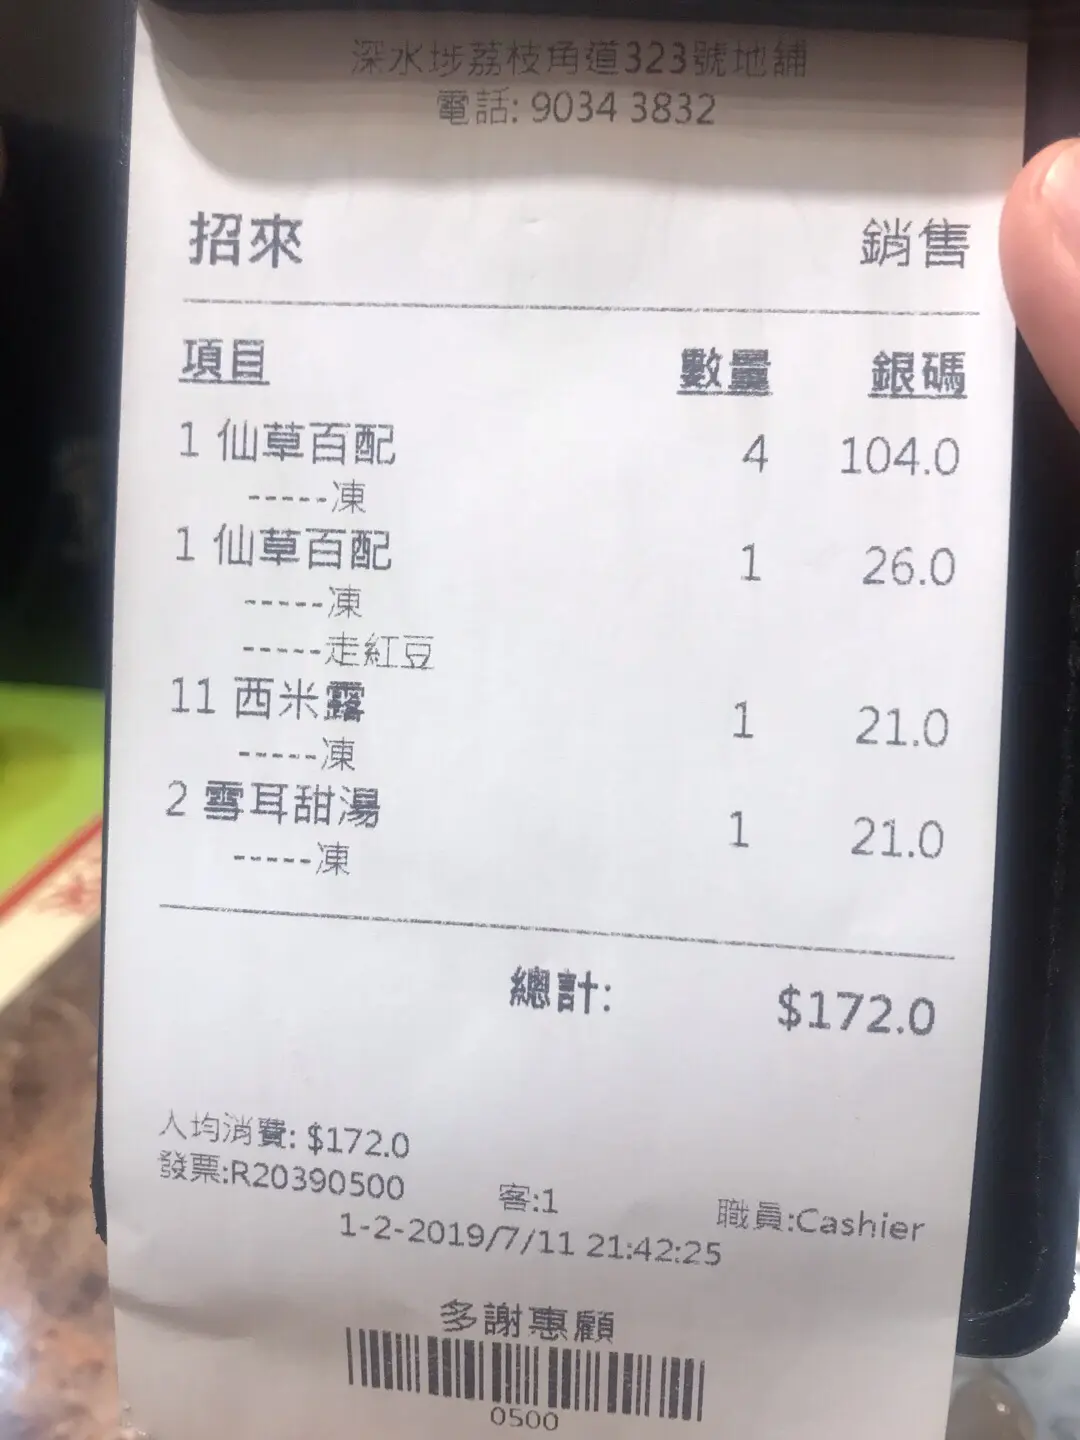 深水埗荔枝角道323號地舖
電話: 9034 3832
招來 銷售
項目 數量 銀碼
1 仙草百配 4 104.0
-----凍
1 仙草百配 1 26.0
-----凍
-----走紅豆
11 西米露 1 21.0
-----凍
2 雪耳甜湯 1 21.0
-----凍
總計: $172.0
人均消費: $172.0
發票:R20390500 客:1 職員:Cashier
1-2-2019/7/11 21:42:25
多謝惠顧
0500